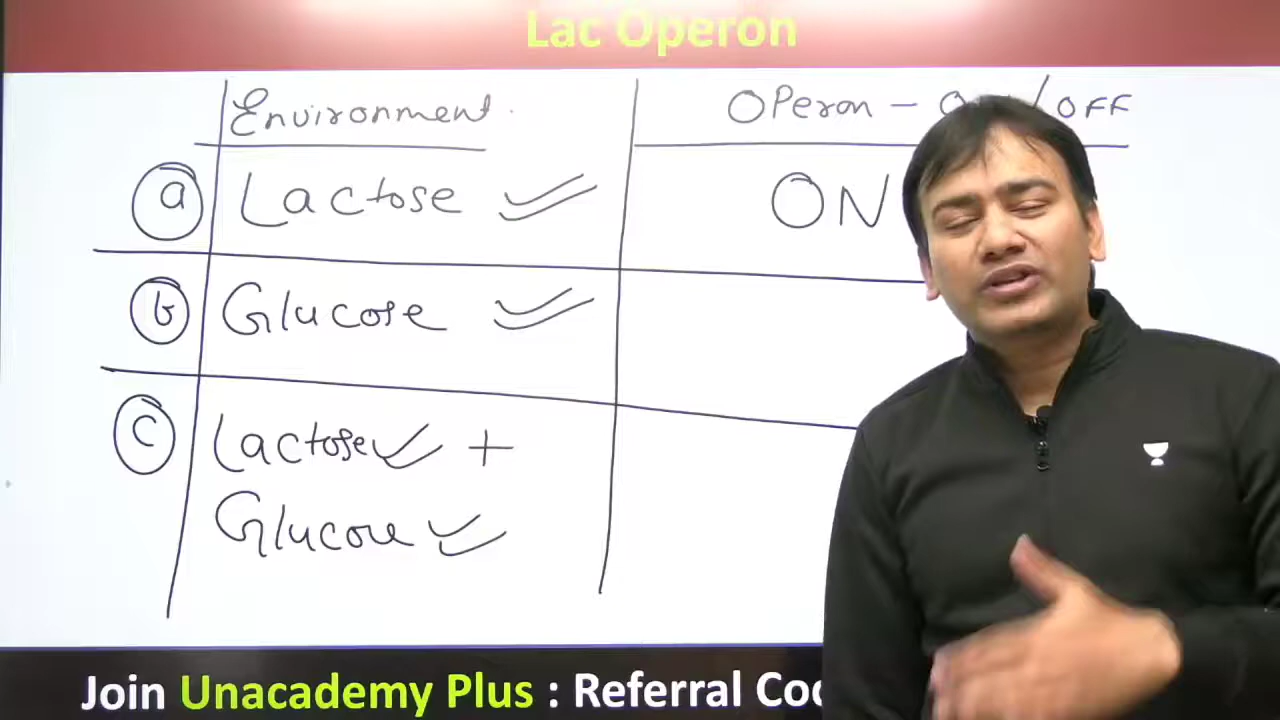 Lac Operon
Environment.
Operon - /OFF
a Lactose ON
b Glucose
c Lactose +
Glucose
Join Unacademy Plus : Referral